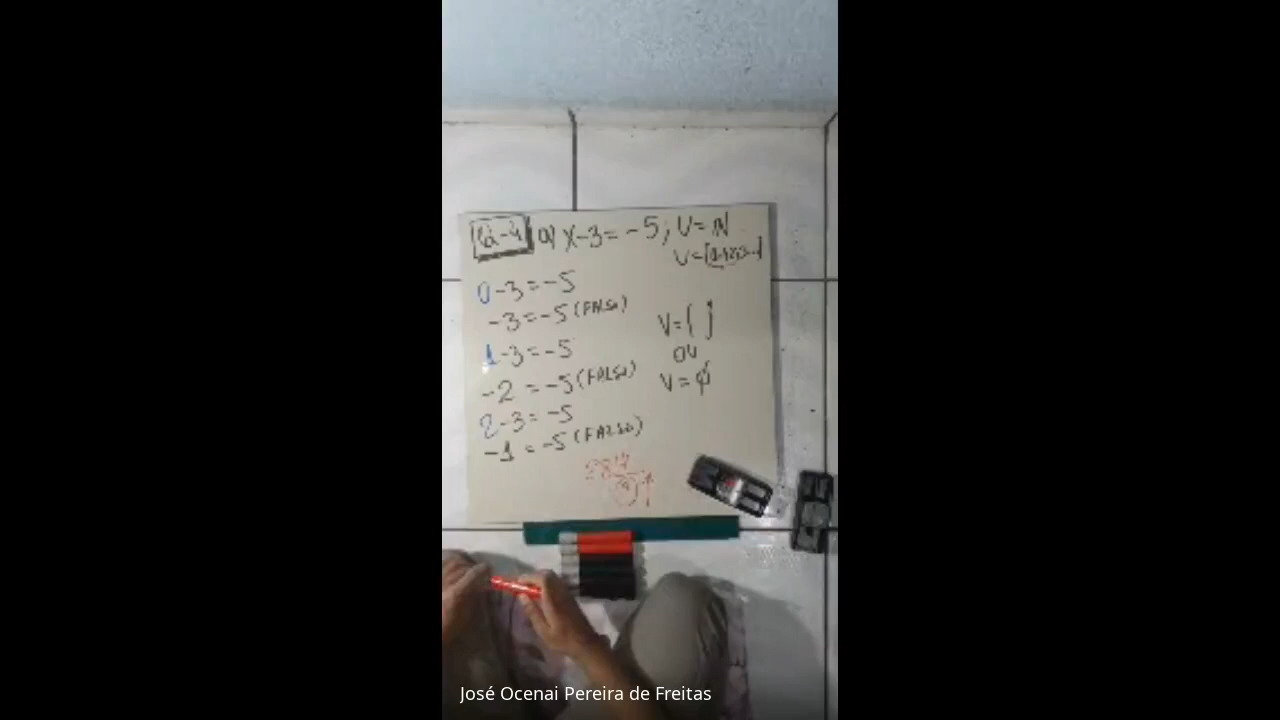 a) X-3=-5; U=N
0-3=-5
-3=-5 (FALSO)
1-3=-5
-2=-5 (FALSO)
2-3=-5
-1=-5 (FALSO)
V={ }
OU
V=ϕ
José Ocenai Pereira de Freitas